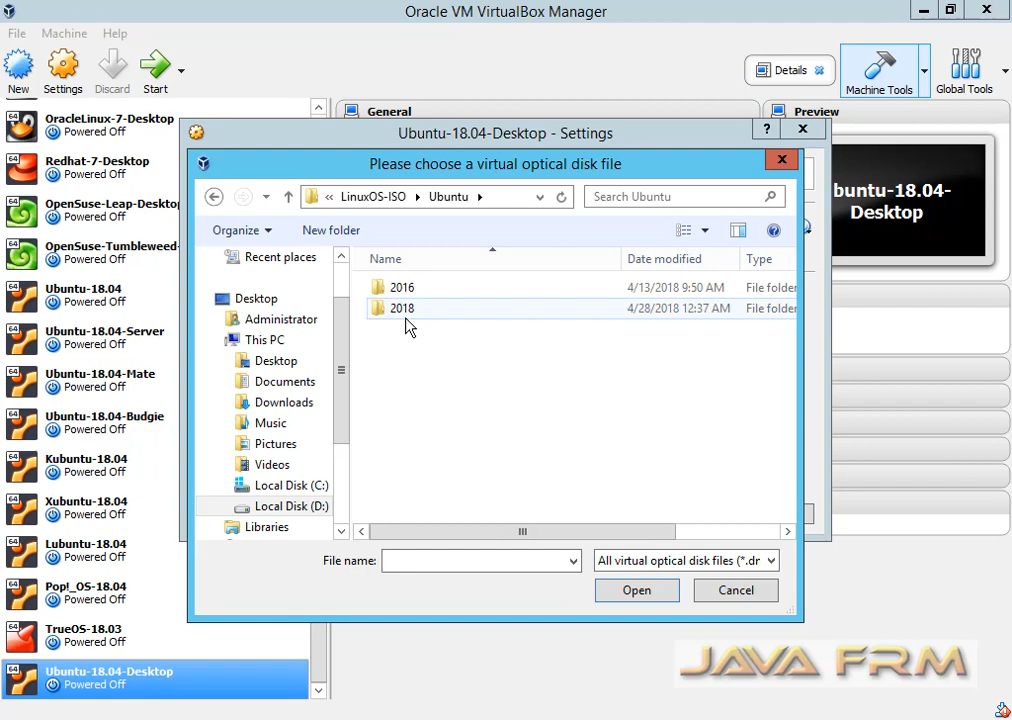 Oracle VM VirtualBox Manager
File Machine Help
New Settings Discard Start
Details
Machine Tools
Global Tools
General
Preview
OracleLinux-7-Desktop
Powered Off
Redhat-7-Desktop
Powered Off
OpenSuse-Leap-Desktop
Powered Off
OpenSuse-Tumbleweed-
Powered Off
Ubuntu-18.04
Powered Off
Ubuntu-18.04-Server
Powered Off
Ubuntu-18.04-Mate
Powered Off
Ubuntu-18.04-Budgie
Powered Off
Kubuntu-18.04
Powered Off
Xubuntu-18.04
Powered Off
Lubuntu-18.04
Powered Off
Pop!_OS-18.04
Powered Off
TrueOS-18.03
Powered Off
Ubuntu-18.04-Desktop
Powered Off
Ubuntu-18.04-Desktop - Settings
Please choose a virtual optical disk file
« LinuxOS-ISO Ubuntu
Search Ubuntu
Organize New folder
Recent places
Desktop
Administrator
This PC
Desktop
Documents
Downloads
Music
Pictures
Videos
Local Disk (C:)
Local Disk (D:)
Libraries
Name Date modified Type
2016 4/13/2018 9:50 AM File folder
2018 4/28/2018 12:37 AM File folder
File name:
All virtual optical disk files (*.dr
Open Cancel
buntu-18.04-
Desktop
JAVA FRM